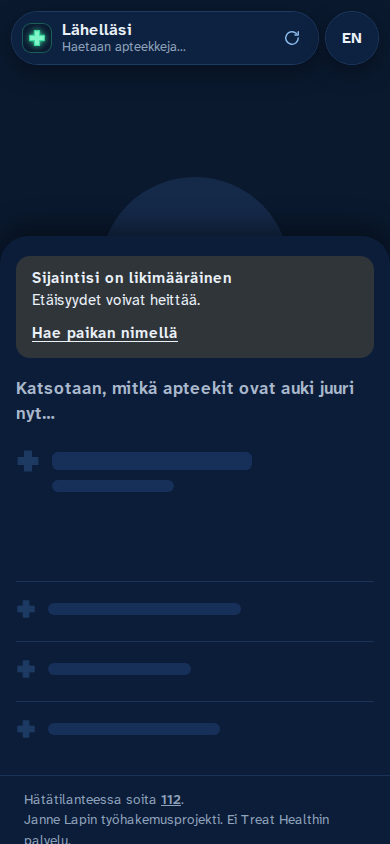 Lähelläsi
Haetaan apteekkeja...
EN
Sijaintisi on likimääräinen
Etäisyydet voivat heittää.
Hae paikan nimellä
Katsotaan, mitkä apteekit ovat auki juuri
nyt...
Hätätilanteessa soita 112.
Janne Lapin työhakemusprojekti. Ei Treat Healthin
palvelu.